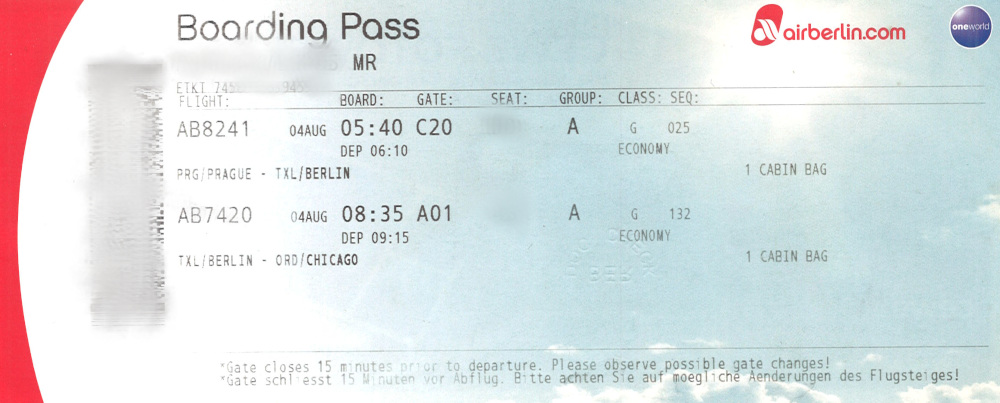 Boarding Pass
airberlin.com
oneworld
MR
ETKT
FLIGHT: BOARD: GATE: SEAT: GROUP: CLASS: SEQ:
AB8241 04AUG 05:40 C20 A G 025
DEP 06:10 ECONOMY
PRG/PRAGUE - TXL/BERLIN 1 CABIN BAG
AB7420 04AUG 08:35 A01 A G 132
DEP 09:15 ECONOMY
TXL/BERLIN - ORD/CHICAGO 1 CABIN BAG
*Gate closes 15 minutes prior to departure. Please observe possible gate changes!
*Gate schliesst 15 Minuten vor Abflug. Bitte achten Sie auf moegliche Aenderungen des Flugsteiges!